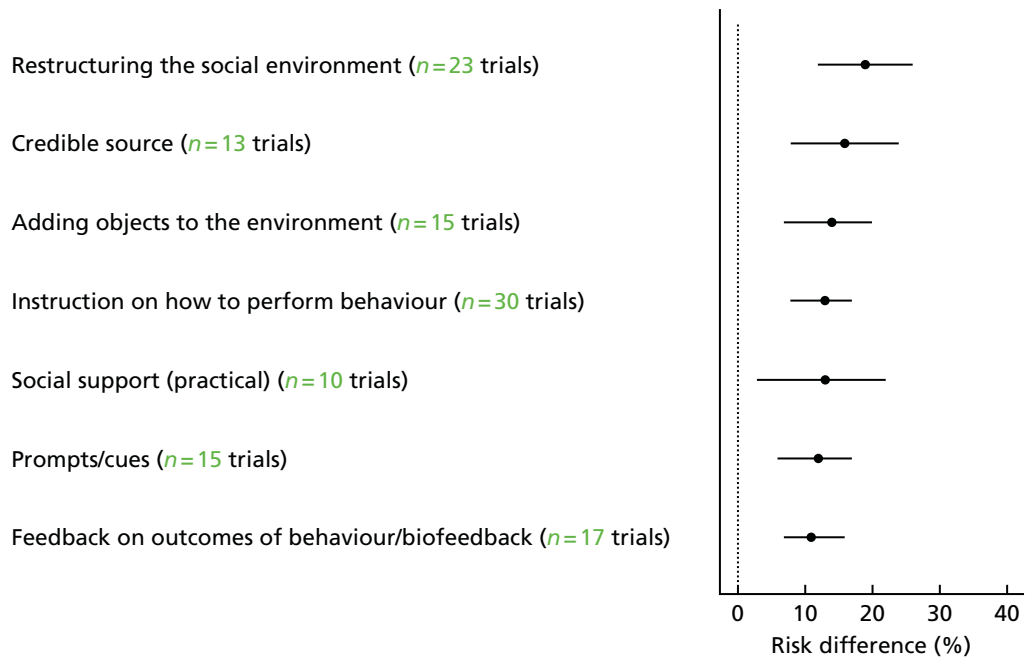 Restructuring the social environment (n=23 trials)
Credible source (n=13 trials)
Adding objects to the environment (n=15 trials)
Instruction on how to perform behaviour (n=30 trials)
Social support (practical) (n=10 trials)
Prompts/cues (n=15 trials)
Feedback on outcomes of behaviour/biofeedback (n=17 trials)
0 10 20 30 40
Risk difference (%)